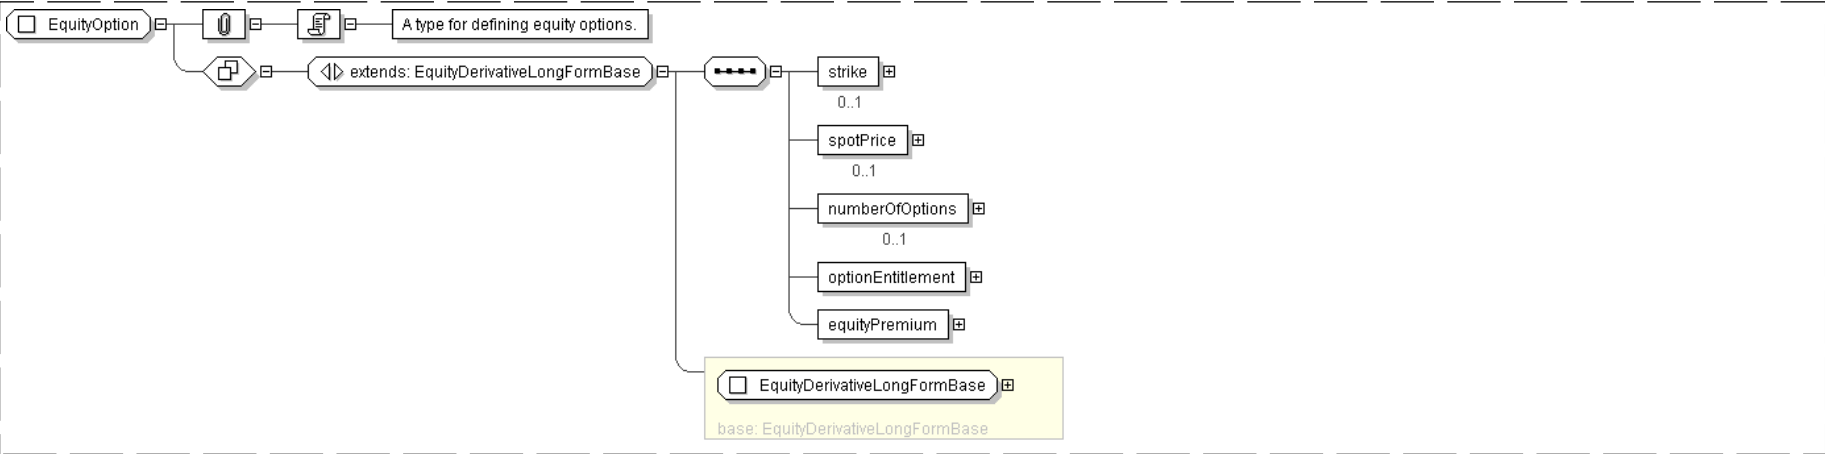 EquityOption
A type for defining equity options.
extends: EquityDerivativeLongFormBase
strike
0..1
spotPrice
0..1
numberOfOptions
0..1
optionEntitlement
equityPremium
EquityDerivativeLongFormBase
base: EquityDerivativeLongFormBase